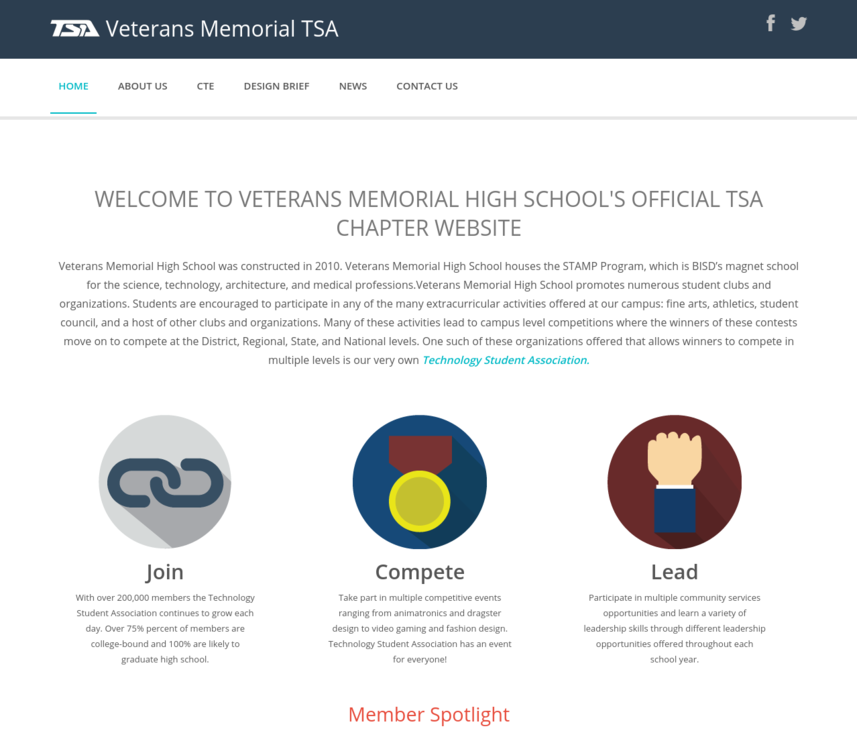 TSA Veterans Memorial TSA
HOME ABOUT US CTE DESIGN BRIEF NEWS CONTACT US
WELCOME TO VETERANS MEMORIAL HIGH SCHOOL'S OFFICIAL TSA
CHAPTER WEBSITE
Veterans Memorial High School was constructed in 2010. Veterans Memorial High School houses the STAMP Program, which is BISD's magnet school
for the science, technology, architecture, and medical professions.Veterans Memorial High School promotes numerous student clubs and
organizations. Students are encouraged to participate in any of the many extracurricular activities offered at our campus: fine arts, athletics, student
council, and a host of other clubs and organizations. Many of these activities lead to campus level competitions where the winners of these contests
move on to compete at the District, Regional, State, and National levels. One such of these organizations offered that allows winners to compete in
multiple levels is our very own Technology Student Association.
Join
With over 200,000 members the Technology
Student Association continues to grow each
day. Over 75% percent of members are
college-bound and 100% are likely to
graduate high school.
Compete
Take part in multiple competitive events
ranging from animatronics and dragster
design to video gaming and fashion design.
Technology Student Association has an event
for everyone!
Lead
Participate in multiple community services
opportunities and learn a variety of
leadership skills through different leadership
opportunities offered throughout each
school year.
Member Spotlight